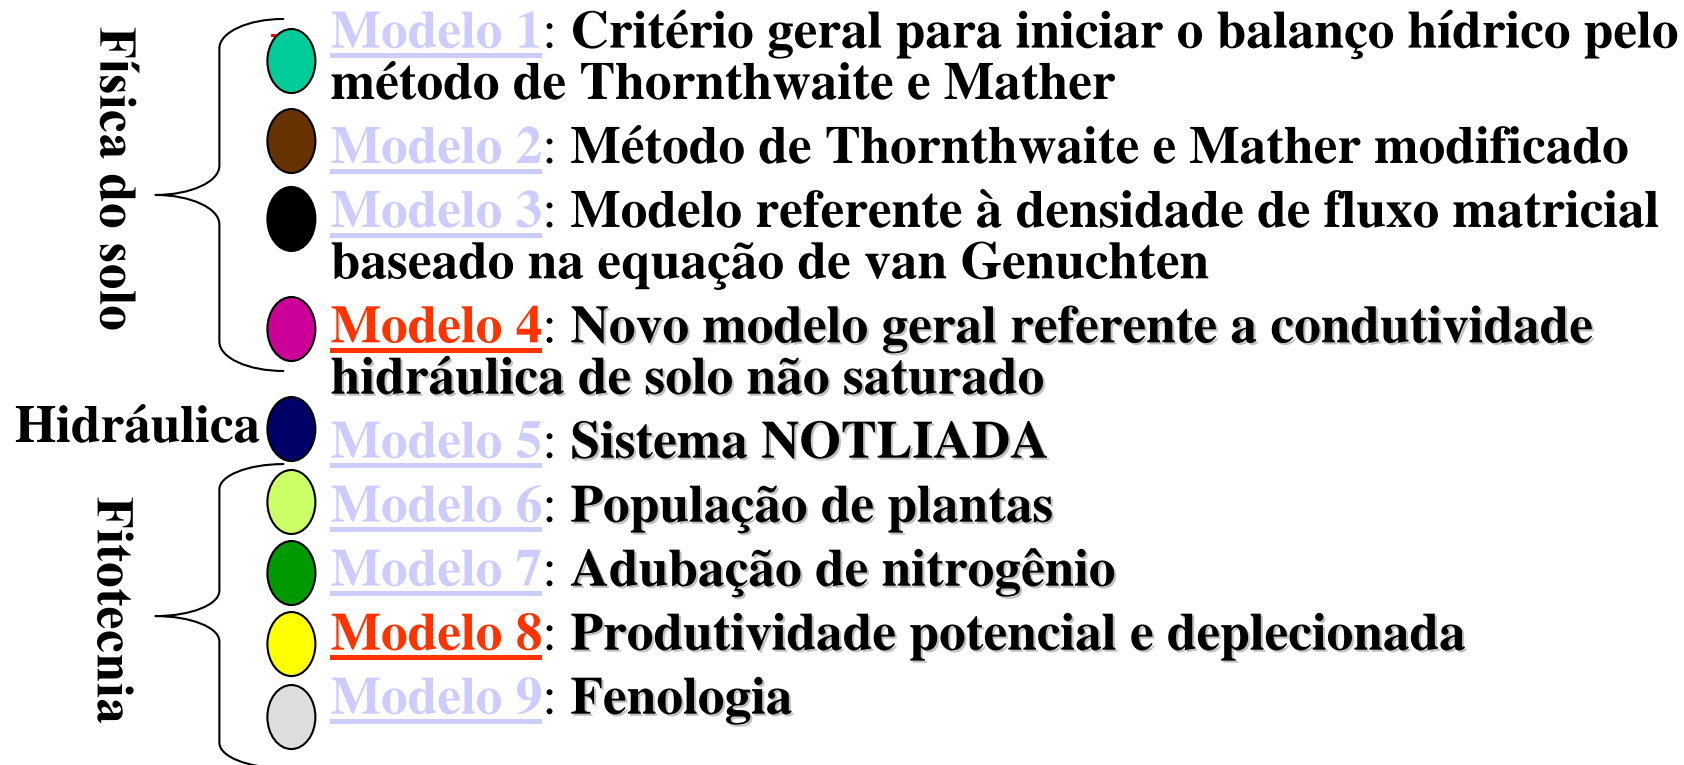 Física do solo
Modelo 1: Critério geral para iniciar o balanço hídrico pelo
método de Thornthwaite e Mather
Modelo 2: Método de Thornthwaite e Mather modificado
Modelo 3: Modelo referente à densidade de fluxo matricial
baseado na equação de van Genuchten
Modelo 4: Novo modelo geral referente a condutividade
hidráulica de solo não saturado
Hidráulica
Modelo 5: Sistema NOTLIADA
Fitotecnia
Modelo 6: População de plantas
Modelo 7: Adubação de nitrogênio
Modelo 8: Produtividade potencial e deplecionada
Modelo 9: Fenologia